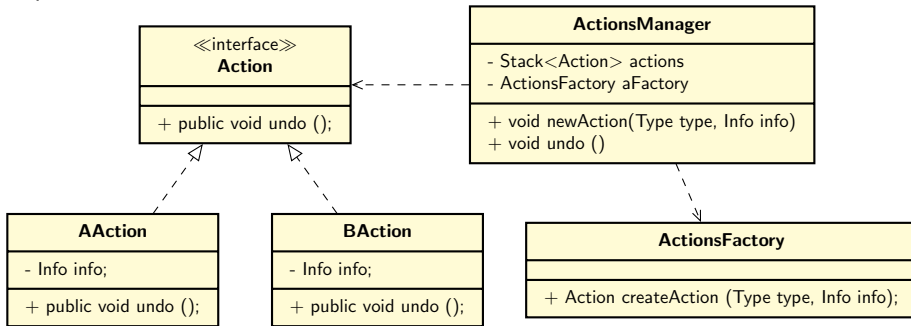 ≪interface≫
Action
+ public void undo ();
ActionsManager
- Stack<Action> actions
- ActionsFactory aFactory
+ void newAction(Type type, Info info)
+ void undo ()
AAction
- Info info;
+ public void undo ();
BAction
- Info info;
+ public void undo ();
ActionsFactory
+ Action createAction (Type type, Info info);